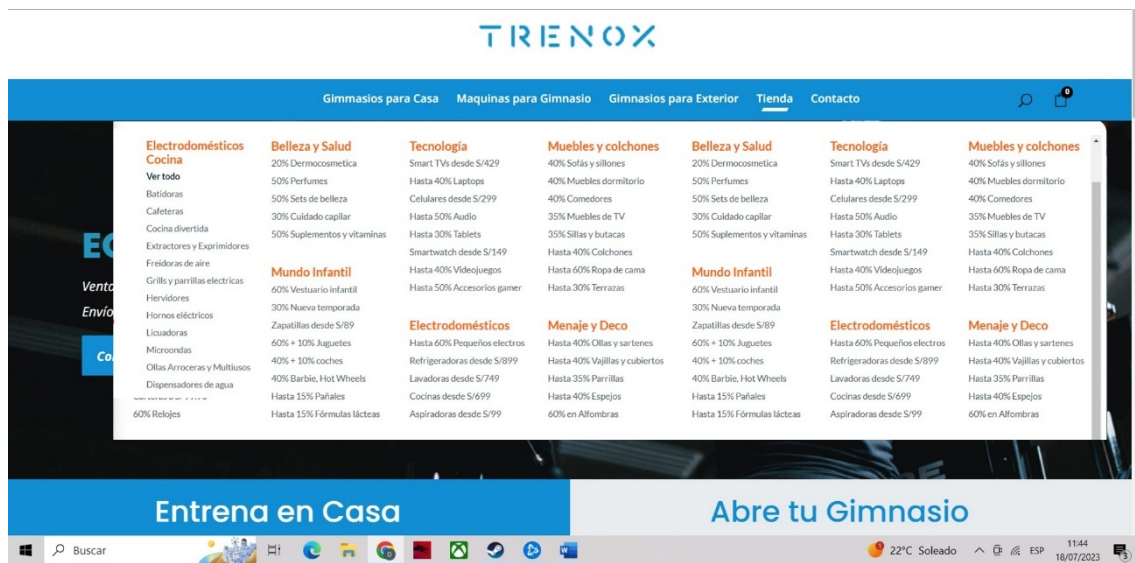 TRENOX
Gimmasios para Casa Maquinas para Gimnasio Gimnasios para Exterior Tienda Contacto
0
Electrodomésticos
Cocina
Ver todo
Batidoras
Cafeteras
Cocina divertida
Extractores y Exprimidores
Freidoras de aire
Grills y parrillas electricas
Hervidores
Hornos eléctricos
Licuadoras
Microondas
Ollas Arroceras y Multiusos
Dispensadores de agua
60% Relojes
Belleza y Salud
20% Dermocosmetica
50% Perfumes
50% Sets de belleza
30% Cuidado capilar
50% Suplementos y vitaminas
Mundo Infantil
60% Vestuario infantil
30% Nueva temporada
Zapatillas desde S/89
60% + 10% Juguetes
40% + 10% coches
40% Barbie, Hot Wheels
Hasta 15% Pañales
Hasta 15% Fórmulas lácteas
Tecnología
Smart TVs desde S/429
Hasta 40% Laptops
Celulares desde S/299
Hasta 50% Audio
Hasta 30% Tablets
Smartwatch desde S/149
Hasta 40% Videojuegos
Hasta 50% Accesorios gamer
Electrodomésticos
Hasta 60% Pequeños electros
Refrigeradoras desde S/899
Lavadoras desde S/749
Cocinas desde S/699
Aspiradoras desde S/99
Muebles y colchones
40% Sofás y sillones
40% Muebles dormitorio
40% Comedores
35% Muebles de TV
35% Sillas y butacas
Hasta 40% Colchones
Hasta 60% Ropa de cama
Hasta 30% Terrazas
Menaje y Deco
Hasta 40% Ollas y sartenes
Hasta 40% Vajillas y cubiertos
Hasta 35% Parrillas
Hasta 40% Espejos
60% en Alfombras
Belleza y Salud
20% Dermocosmetica
50% Perfumes
50% Sets de belleza
30% Cuidado capilar
50% Suplementos y vitaminas
Mundo Infantil
60% Vestuario infantil
30% Nueva temporada
Zapatillas desde S/89
60% + 10% Juguetes
40% + 10% coches
40% Barbie, Hot Wheels
Hasta 15% Pañales
Hasta 15% Fórmulas lácteas
Tecnología
Smart TVs desde S/429
Hasta 40% Laptops
Celulares desde S/299
Hasta 50% Audio
Hasta 30% Tablets
Smartwatch desde S/149
Hasta 40% Videojuegos
Hasta 50% Accesorios gamer
Electrodomésticos
Hasta 60% Pequeños electros
Refrigeradoras desde S/899
Lavadoras desde S/749
Cocinas desde S/699
Aspiradoras desde S/99
Muebles y colchones
40% Sofás y sillones
40% Muebles dormitorio
40% Comedores
35% Muebles de TV
35% Sillas y butacas
Hasta 40% Colchones
Hasta 60% Ropa de cama
Hasta 30% Terrazas
Menaje y Deco
Hasta 40% Ollas y sartenes
Hasta 40% Vajillas y cubiertos
Hasta 35% Parrillas
Hasta 40% Espejos
60% en Alfombras
Entrena en Casa
Abre tu Gimnasio
Buscar
22°C Soleado
ESP
11:44
18/07/2023